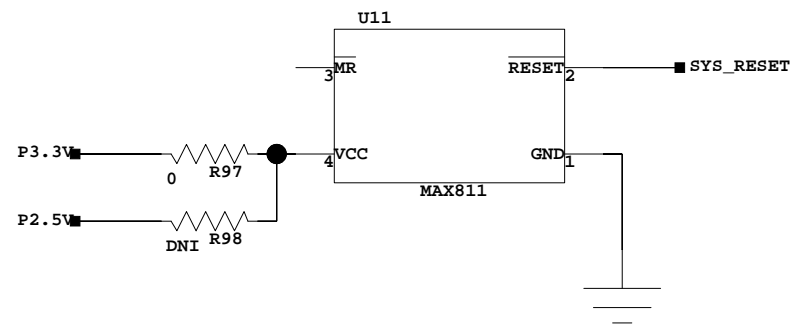 U11
3 MR RESET 2 SYS_RESET
P3.3V 0 R97 4 VCC GND 1
MAX811
P2.5V DNI R98